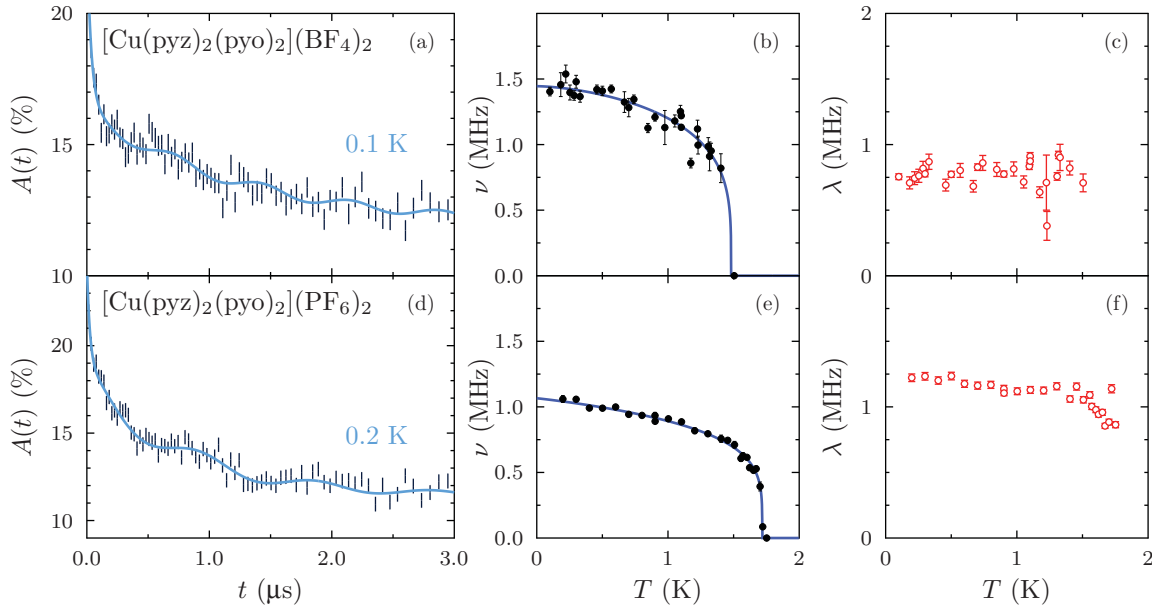 [Cu(pyz)₂(pyo)₂](BF₄)₂ (a)
0.1 K
A(t) (%)
20
15
10
(b)
ν (MHz)
1.5
1.0
0.5
0.0
(c)
λ (MHz)
2
1
0
[Cu(pyz)₂(pyo)₂](PF₆)₂ (d)
0.2 K
A(t) (%)
20
15
10
0.0 1.0 2.0 3.0
t (μs)
(e)
ν (MHz)
1.5
1.0
0.5
0.0
0 1 2
T (K)
(f)
λ (MHz)
2
1
0
0 1 2
T (K)